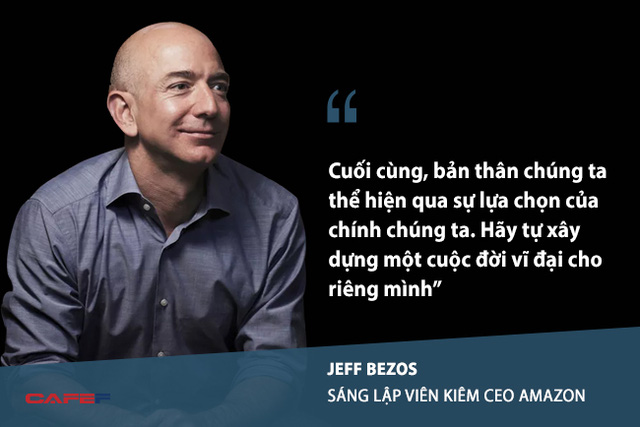 “
Cuối cùng, bản thân chúng ta
thể hiện qua sự lựa chọn của
chính chúng ta. Hãy tự xây
dựng một cuộc đời vĩ đại cho
riêng mình”
JEFF BEZOS
SÁNG LẬP VIÊN KIÊM CEO AMAZON
CAFEF